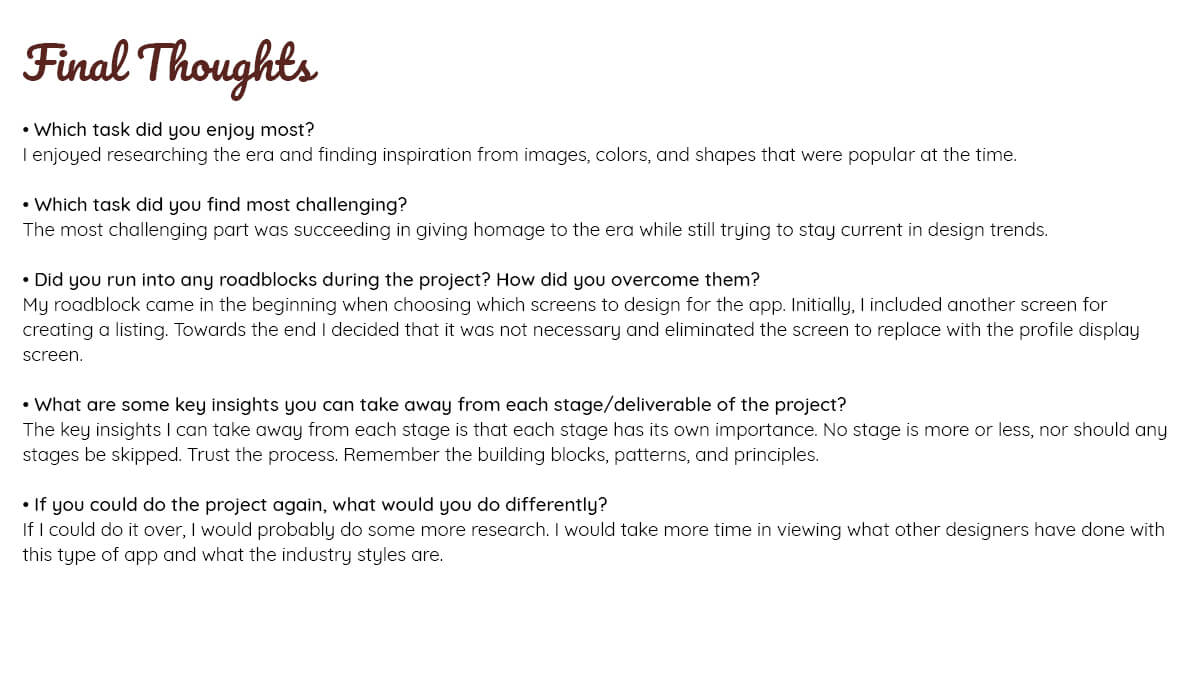 Final Thoughts
• Which task did you enjoy most?
I enjoyed researching the era and finding inspiration from images, colors, and shapes that were popular at the time.
• Which task did you find most challenging?
The most challenging part was succeeding in giving homage to the era while still trying to stay current in design trends.
• Did you run into any roadblocks during the project? How did you overcome them?
My roadblock came in the beginning when choosing which screens to design for the app. Initially, I included another screen for
creating a listing. Towards the end I decided that it was not necessary and eliminated the screen to replace with the profile display
screen.
• What are some key insights you can take away from each stage/deliverable of the project?
The key insights I can take away from each stage is that each stage has its own importance. No stage is more or less, nor should any
stages be skipped. Trust the process. Remember the building blocks, patterns, and principles.
• If you could do the project again, what would you do differently?
If I could do it over, I would probably do some more research. I would take more time in viewing what other designers have done with
this type of app and what the industry styles are.